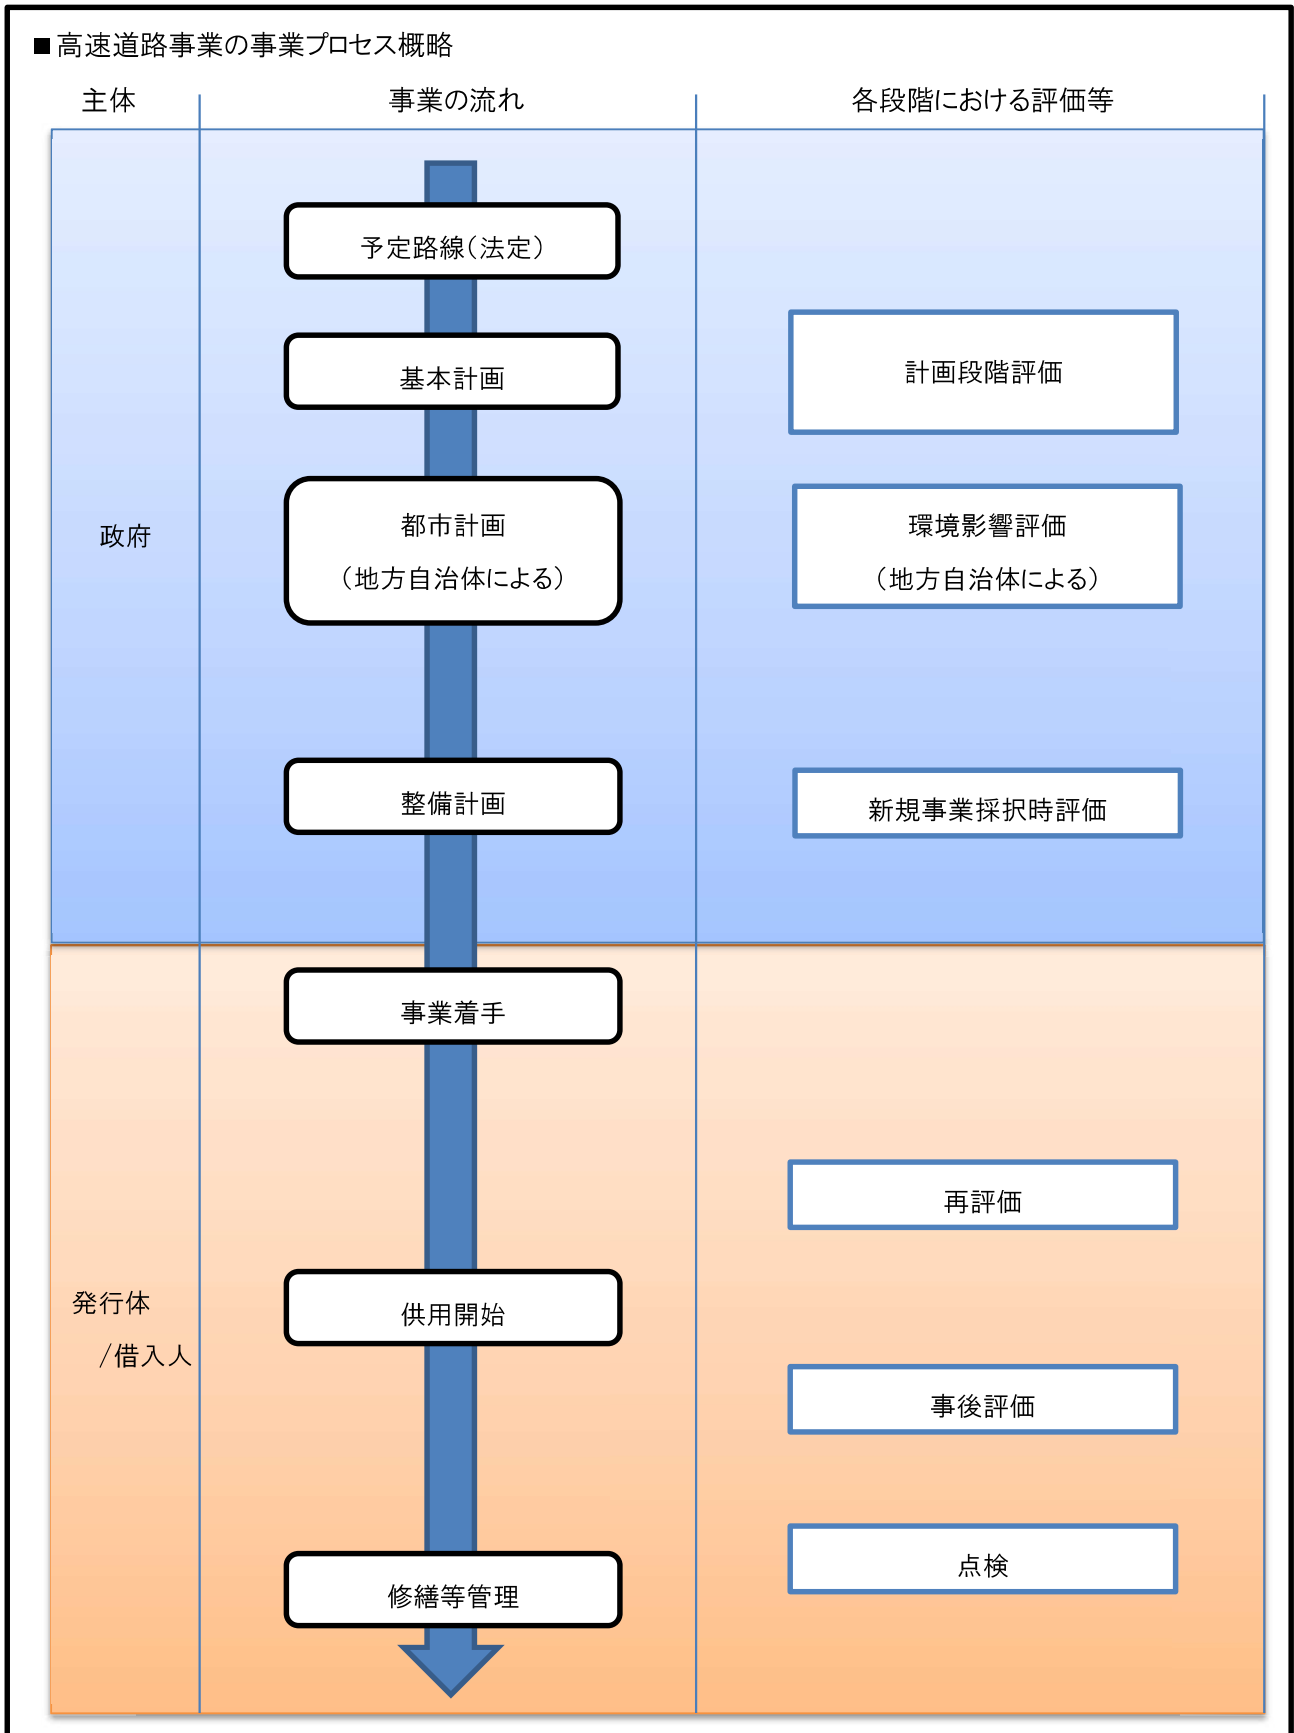 ■高速道路事業の事業プロセス概略
主体
事業の流れ
各段階における評価等
予定路線（法定）
基本計画
計画段階評価
政府
都市計画
（地方自治体による）
環境影響評価
（地方自治体による）
整備計画
新規事業採択時評価
事業着手
再評価
発行体
/借入人
供用開始
事後評価
点検
修繕等管理